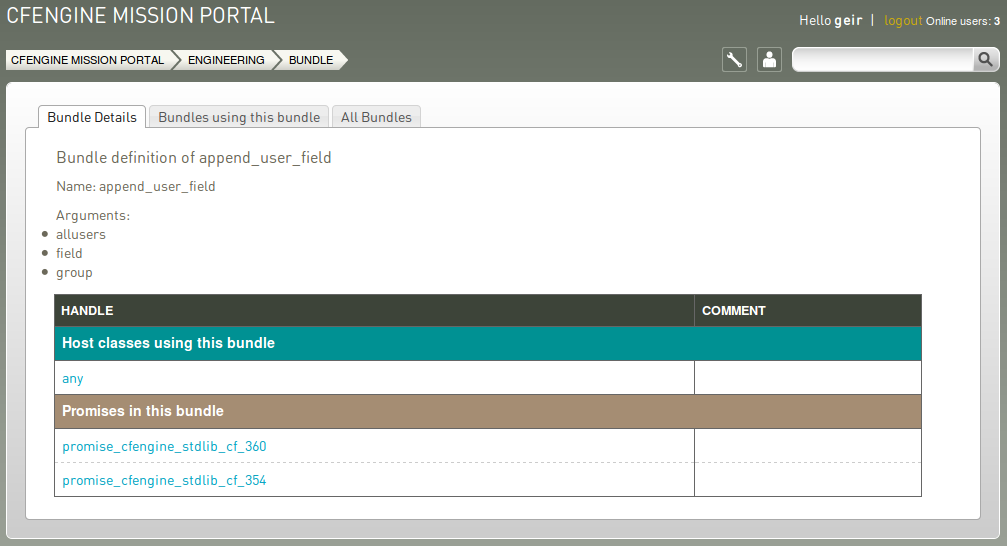 CFENGINE MISSION PORTAL
Hello geir | logout Online users: 3
CFENGINE MISSION PORTAL ENGINEERING BUNDLE
Bundle Details Bundles using this bundle All Bundles
Bundle definition of append_user_field
Name: append_user_field
Arguments:
• allusers
• field
• group
HANDLE COMMENT
Host classes using this bundle
any
Promises in this bundle
promise_cfengine_stdlib_cf_360
promise_cfengine_stdlib_cf_354